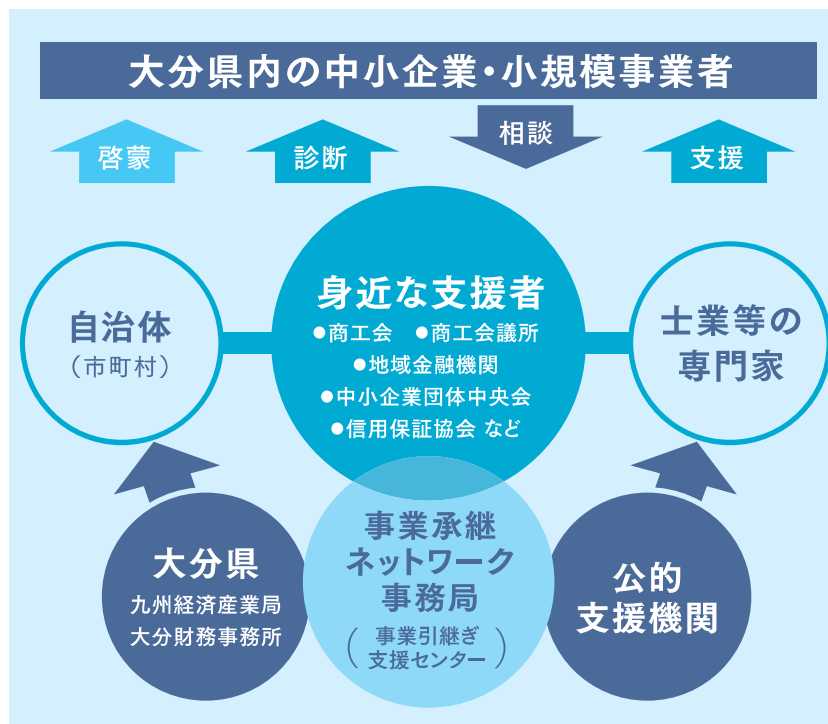 大分県内の中小企業・小規模事業者
啓蒙
診断
相談
支援
身近な支援者
●商工会 ●商工会議所
●地域金融機関
●中小企業団体中央会
●信用保証協会 など
自治体
（市町村）
士業等の
専門家
大分県
九州経済産業局
大分財務事務所
事業承継
ネットワーク
事務局
（事業引継ぎ
支援センター）
公的
支援機関